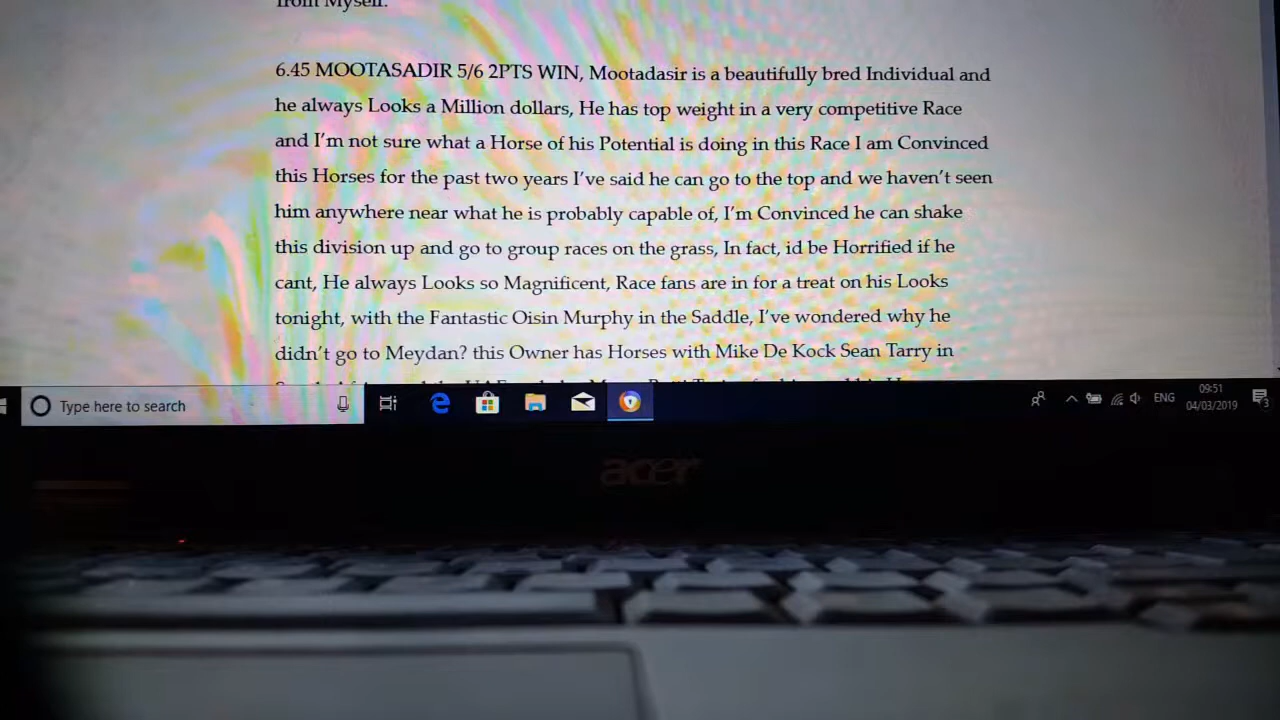 from Myself.
6.45 MOOTASADIR 5/6 2PTS WIN, Mootadasir is a beautifully bred Individual and
he always Looks a Million dollars, He has top weight in a very competitive Race
and I'm not sure what a Horse of his Potential is doing in this Race I am Convinced
this Horses for the past two years I've said he can go to the top and we haven't seen
him anywhere near what he is probably capable of, I'm Convinced he can shake
this division up and go to group races on the grass, In fact, id be Horrified if he
cant, He always Looks so Magnificent, Race fans are in for a treat on his Looks
tonight, with the Fantastic Oisin Murphy in the Saddle, I've wondered why he
didn't go to Meydan? this Owner has Horses with Mike De Kock Sean Tarry in
Type here to search
ENG
09:51
04/03/2019
3
acer